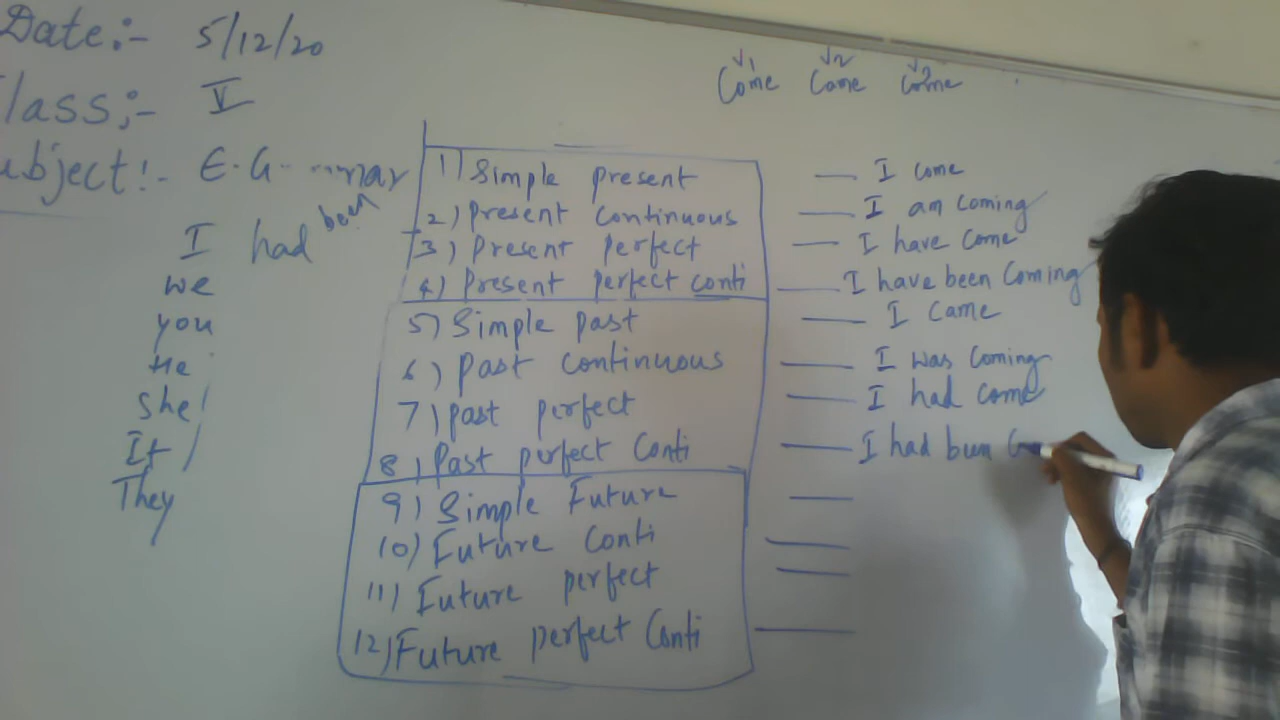 Date:- 5/12/20
Class:- V
Subject:- E.G
V1 V2 V3
Come Came Come
I had been
we
you
He
She
It
They
1) Simple present — I come
2) Present continuous — I am coming
3) Present perfect — I have come
4) Present perfect conti — I have been coming
5) Simple past — I came
6) Past continuous — I was coming
7) past perfect — I had come
8) Past perfect conti — I had been
9) Simple Future —
10) Future conti —
11) Future perfect —
12) Future perfect conti —